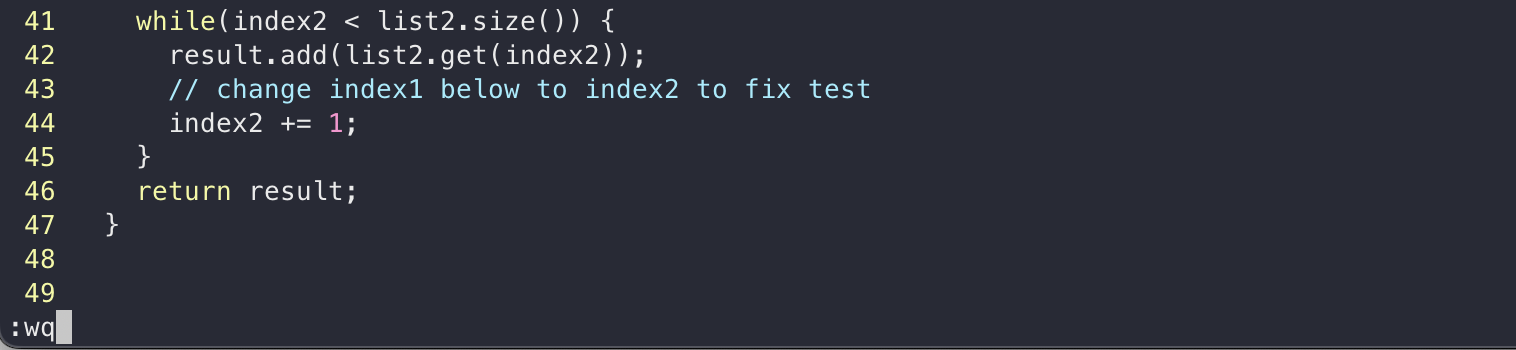 41     while(index2 < list2.size()) {
42       result.add(list2.get(index2));
43       // change index1 below to index2 to fix test
44       index2 += 1;
45     }
46     return result;
47   }
48
49
:wq